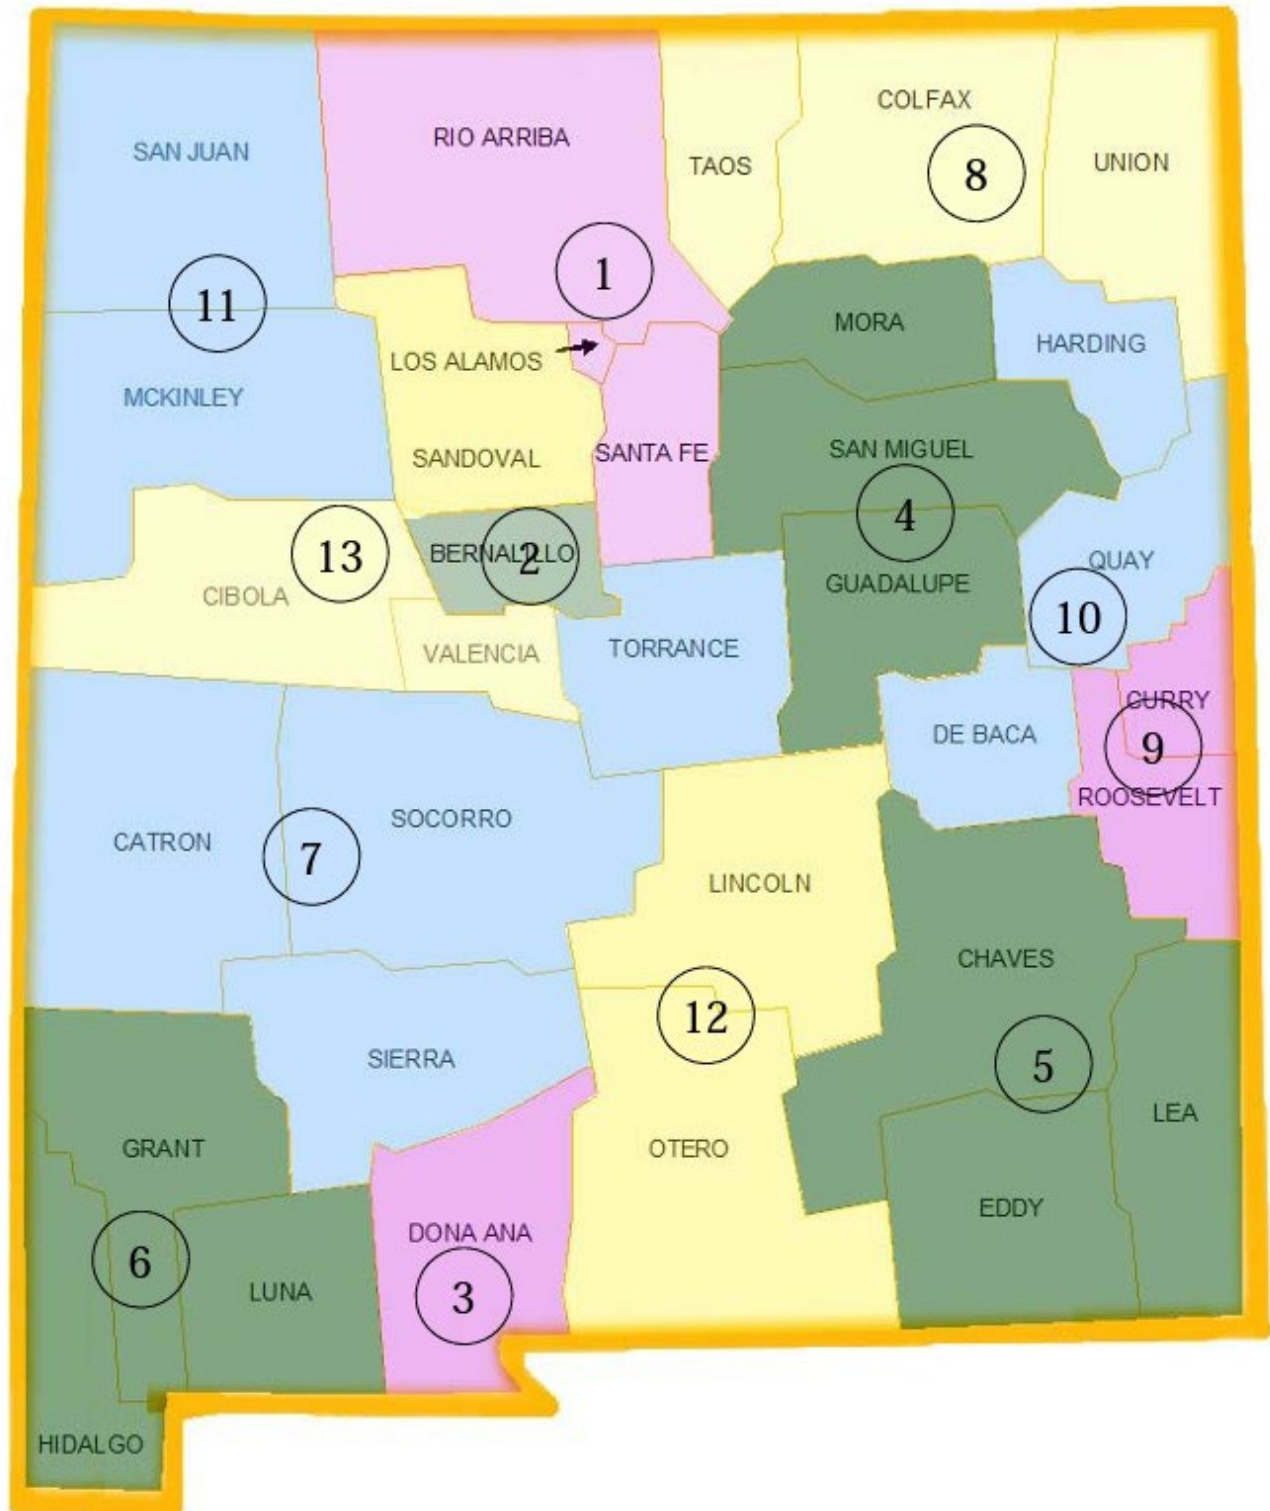 COLFAX
RIO ARRIBA
SAN JUAN
TAOS
UNION
8
1
11
MORA
HARDING
LOS ALAMOS
MCKINLEY
SANTA FE
SANDOVAL
SAN MIGUEL
4
13
BERNALILLO
2
QUAY
CIBOLA
GUADALUPE
10
VALENCIA
TORRANCE
CURRY
DE BACA
9
ROOSEVELT
SOCORRO
CATRON
7
LINCOLN
CHAVES
12
SIERRA
5
LEA
GRANT
OTERO
EDDY
DONA ANA
6
LUNA
3
HIDALGO